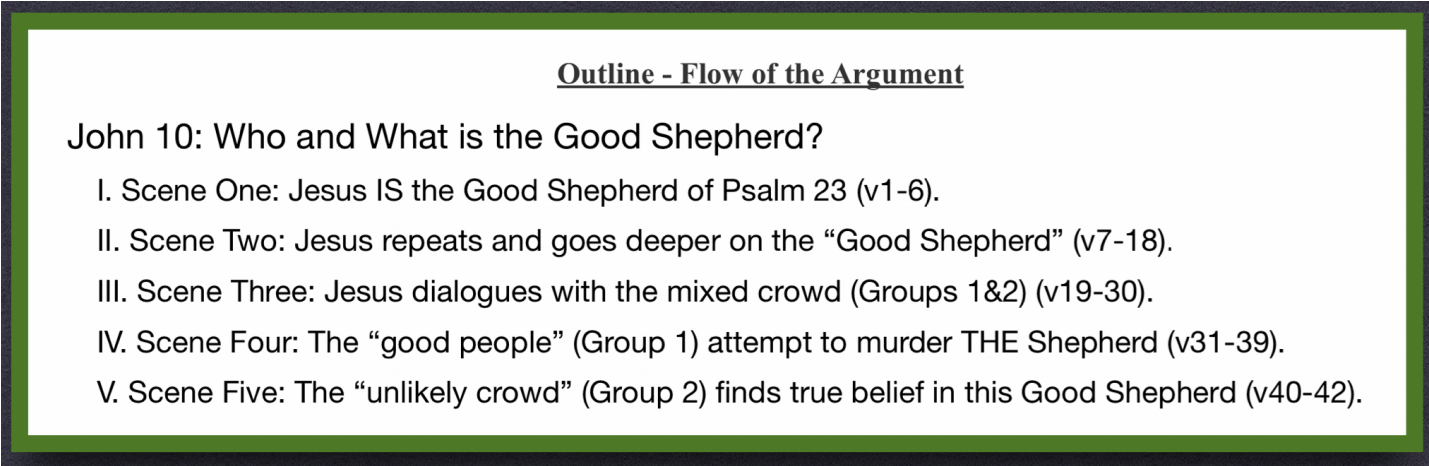 Outline - Flow of the Argument
John 10: Who and What is the Good Shepherd?
I. Scene One: Jesus IS the Good Shepherd of Psalm 23 (v1-6).
II. Scene Two: Jesus repeats and goes deeper on the “Good Shepherd” (v7-18).
III. Scene Three: Jesus dialogues with the mixed crowd (Groups 1&2) (v19-30).
IV. Scene Four: The “good people” (Group 1) attempt to murder THE Shepherd (v31-39).
V. Scene Five: The “unlikely crowd” (Group 2) finds true belief in this Good Shepherd (v40-42).